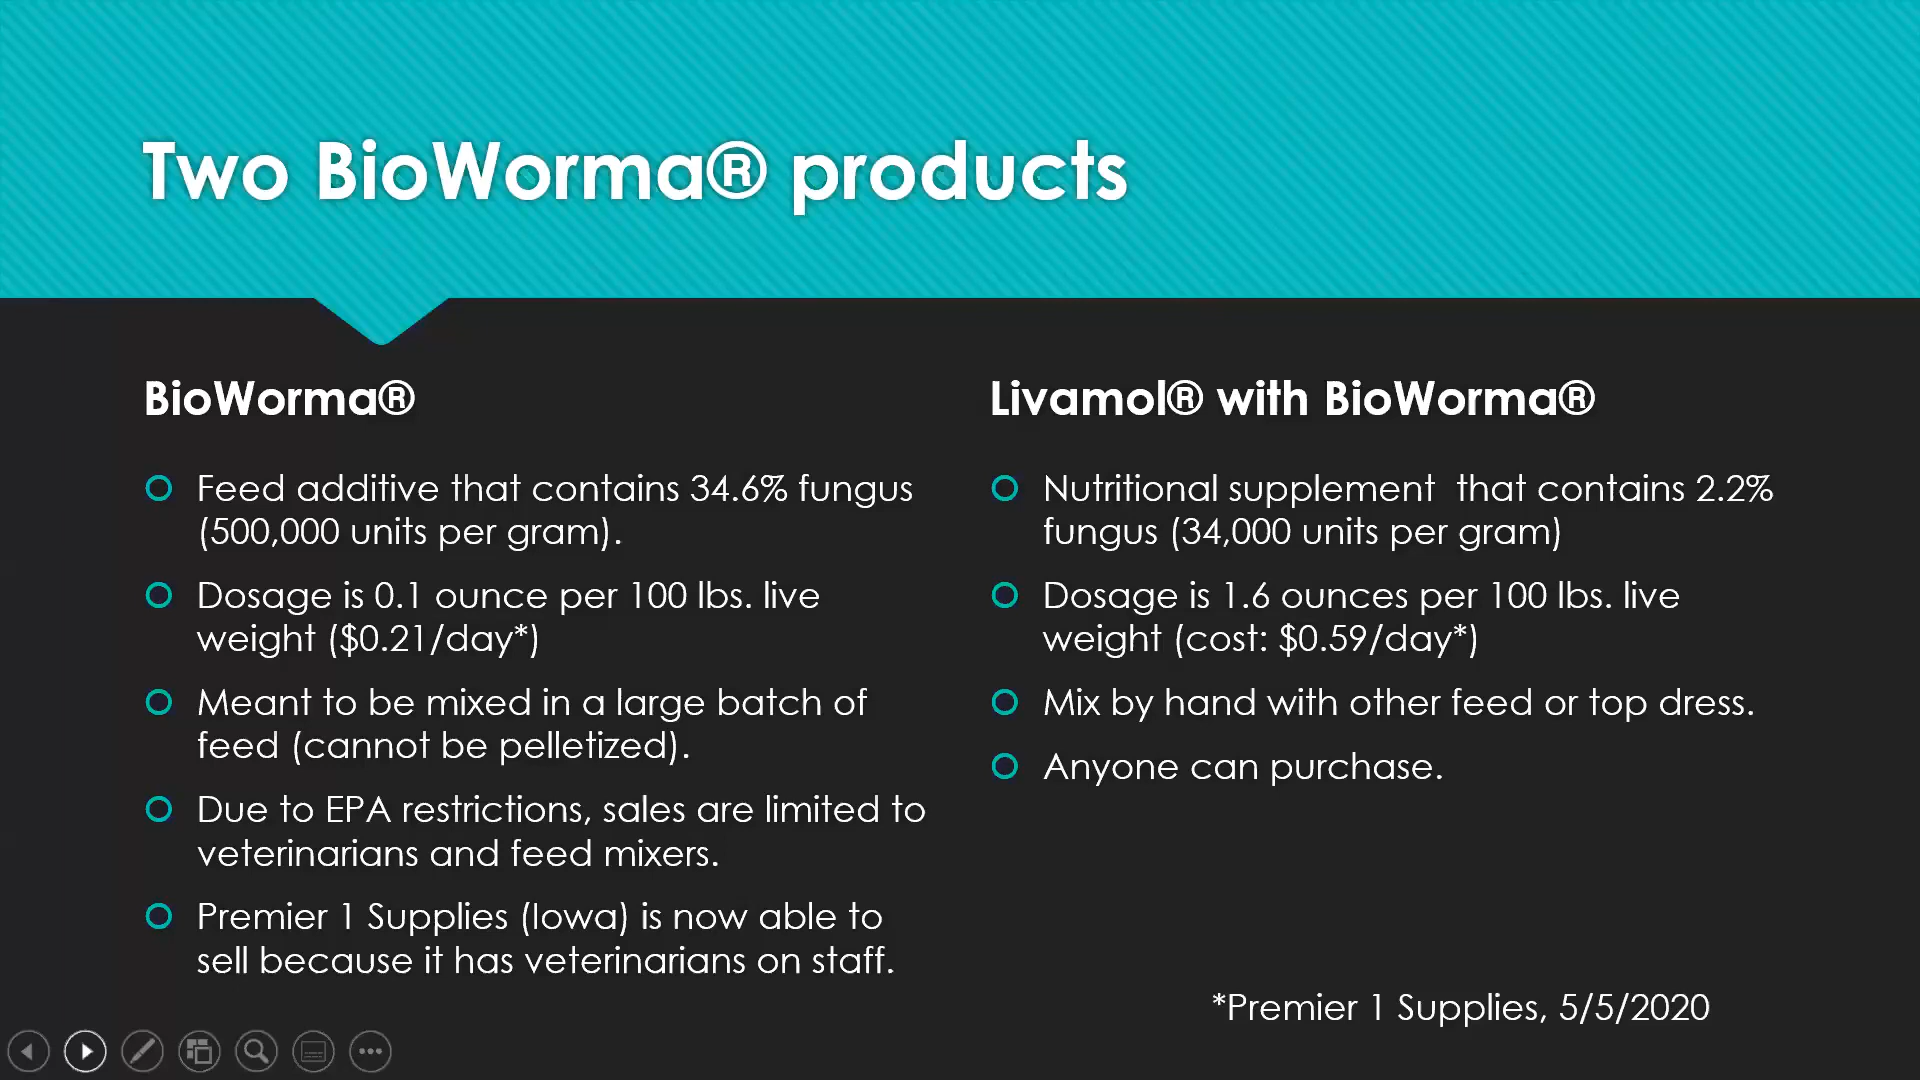 Two BioWorma® products
BioWorma®
Feed additive that contains 34.6% fungus
(500,000 units per gram).
Dosage is 0.1 ounce per 100 lbs. live
weight ($0.21/day*)
Meant to be mixed in a large batch of
feed (cannot be pelletized).
Due to EPA restrictions, sales are limited to
veterinarians and feed mixers.
Premier 1 Supplies (Iowa) is now able to
sell because it has veterinarians on staff.
Livamol® with BioWorma®
Nutritional supplement  that contains 2.2%
fungus (34,000 units per gram)
Dosage is 1.6 ounces per 100 lbs. live
weight (cost: $0.59/day*)
Mix by hand with other feed or top dress.
Anyone can purchase.
*Premier 1 Supplies, 5/5/2020